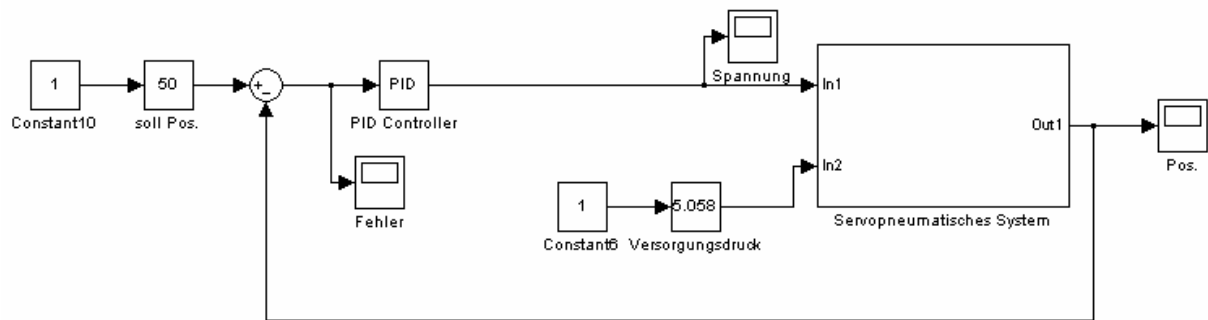 Spannung
1
Constant10
50
soll Pos.
+
-
PID
PID Controller
Fehler
1
Constant6
5.058
Versorgungsdruck
In1
In2
Out1
Servopneumatisches System
Pos.